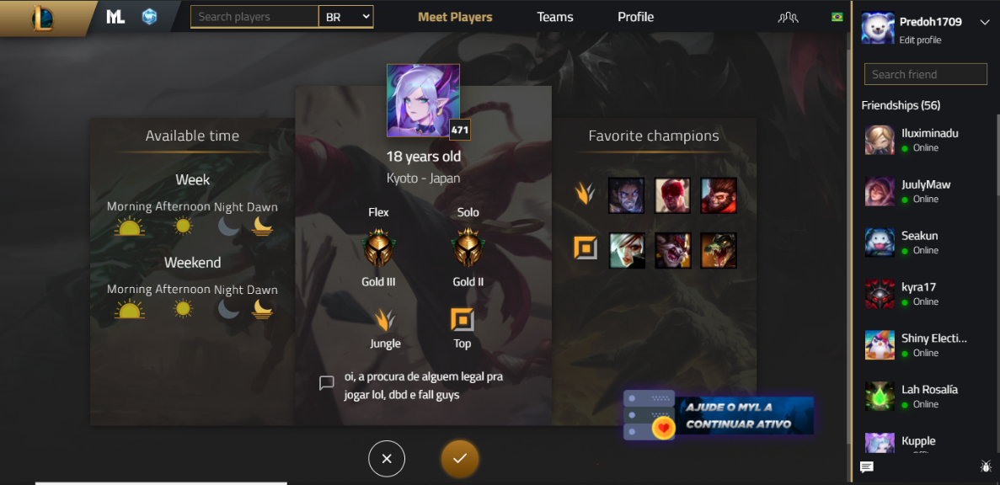 MYL
Search players
BR
Meet Players
Teams
Profile
Predoh1709
Edit profile
Search friend
Friendships (56)
Iluximinadu
Online
JuulyMaw
Online
Seakun
Online
kyra17
Online
Shiny Electi...
Online
Lah Rosalía
Online
Kupple
Available time
Week
Morning Afternoon Night Dawn
Weekend
Morning Afternoon Night Dawn
471
18 years old
Kyoto - Japan
Flex
Solo
Gold III
Gold II
Jungle
Top
oi, a procura de alguem legal pra
jogar lol, dbd e fall guys
Favorite champions
AJUDE O MYL A
CONTINUAR ATIVO